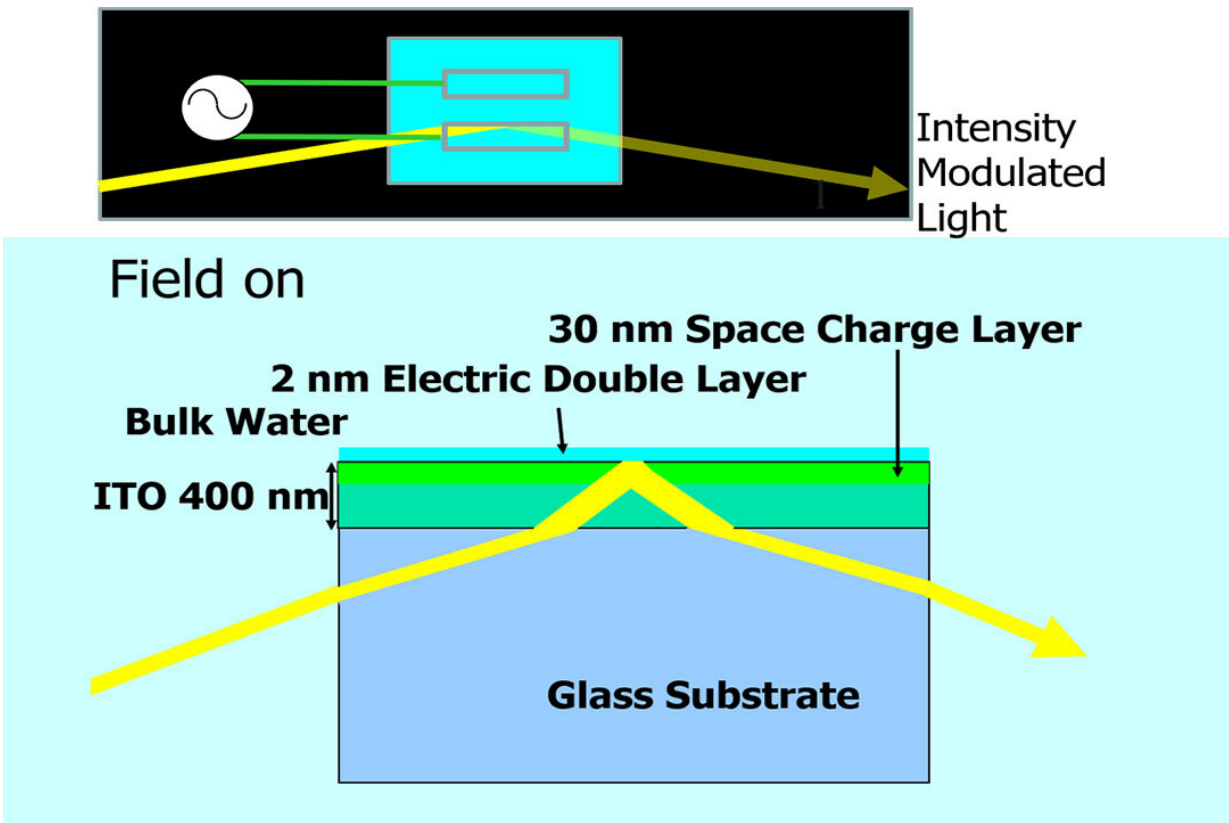 Intensity
Modulated
Light
1
Field on
30 nm Space Charge Layer
2 nm Electric Double Layer
Bulk Water
ITO 400 nm
Glass Substrate